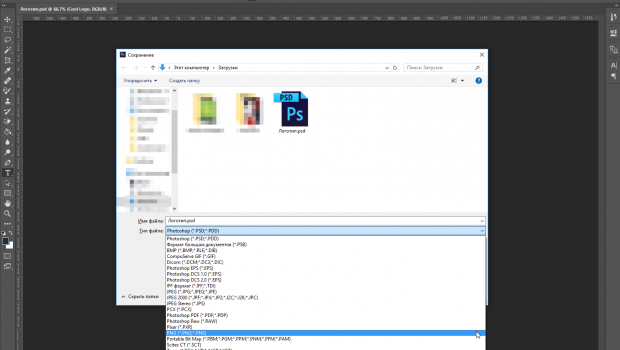 Логотип.psd @ 66,7% (Cool Logo, RGB/8) ×
Сохранение
Этот компьютер › Загрузки
Поиск: Загрузки
Упорядочить
Создать папку
PSD
Ps
Логотип.psd
Имя файла: Логотип.psd
Тип файла: Photoshop (*.PSD;*.PDD)
Photoshop (*.PSD;*.PDD)
Формат больших документов (*.PSB)
BMP (*.BMP;*.RLE;*.DIB)
CompuServe GIF (*.GIF)
Dicom (*.DCM;*.DC3;*.DIC)
Photoshop EPS (*.EPS)
Photoshop DCS 1.0 (*.EPS)
Photoshop DCS 2.0 (*.EPS)
IFF формат (*.IFF;*.TDI)
JPEG (*.JPG;*.JPEG;*.JPE)
Скрыть папки
JPEG 2000 (*.JPF;*.JPX;*.JP2;*.J2C;*.J2K;*.JPC)
JPEG Stereo (*.JPS)
PCX (*.PCX)
Photoshop PDF (*.PDF;*.PDP)
Photoshop Raw (*.RAW)
Pixar (*.PXR)
PNG (*.PNG;*.PNS)
Portable Bit Map (*.PBM;*.PGM;*.PPM;*.PNM;*.PFM;*.PAM)
Scitex CT (*.SCT)